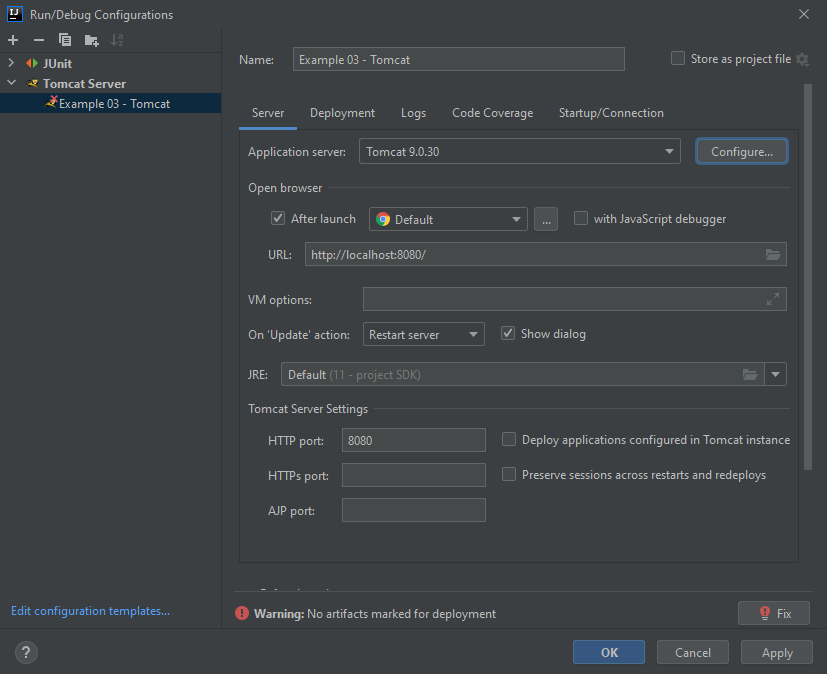 Run/Debug Configurations
Name: Example 03 - Tomcat Store as project file
JUnit
Tomcat Server
Example 03 - Tomcat
Server Deployment Logs Code Coverage Startup/Connection
Application server: Tomcat 9.0.30 Configure...
Open browser
After launch Default ... with JavaScript debugger
URL: http://localhost:8080/
VM options:
On 'Update' action: Restart server Show dialog
JRE: Default (11 - project SDK)
Tomcat Server Settings
HTTP port: 8080 Deploy applications configured in Tomcat instance
HTTPs port: Preserve sessions across restarts and redeploys
AJP port:
Edit configuration templates...
Warning: No artifacts marked for deployment Fix
? OK Cancel Apply